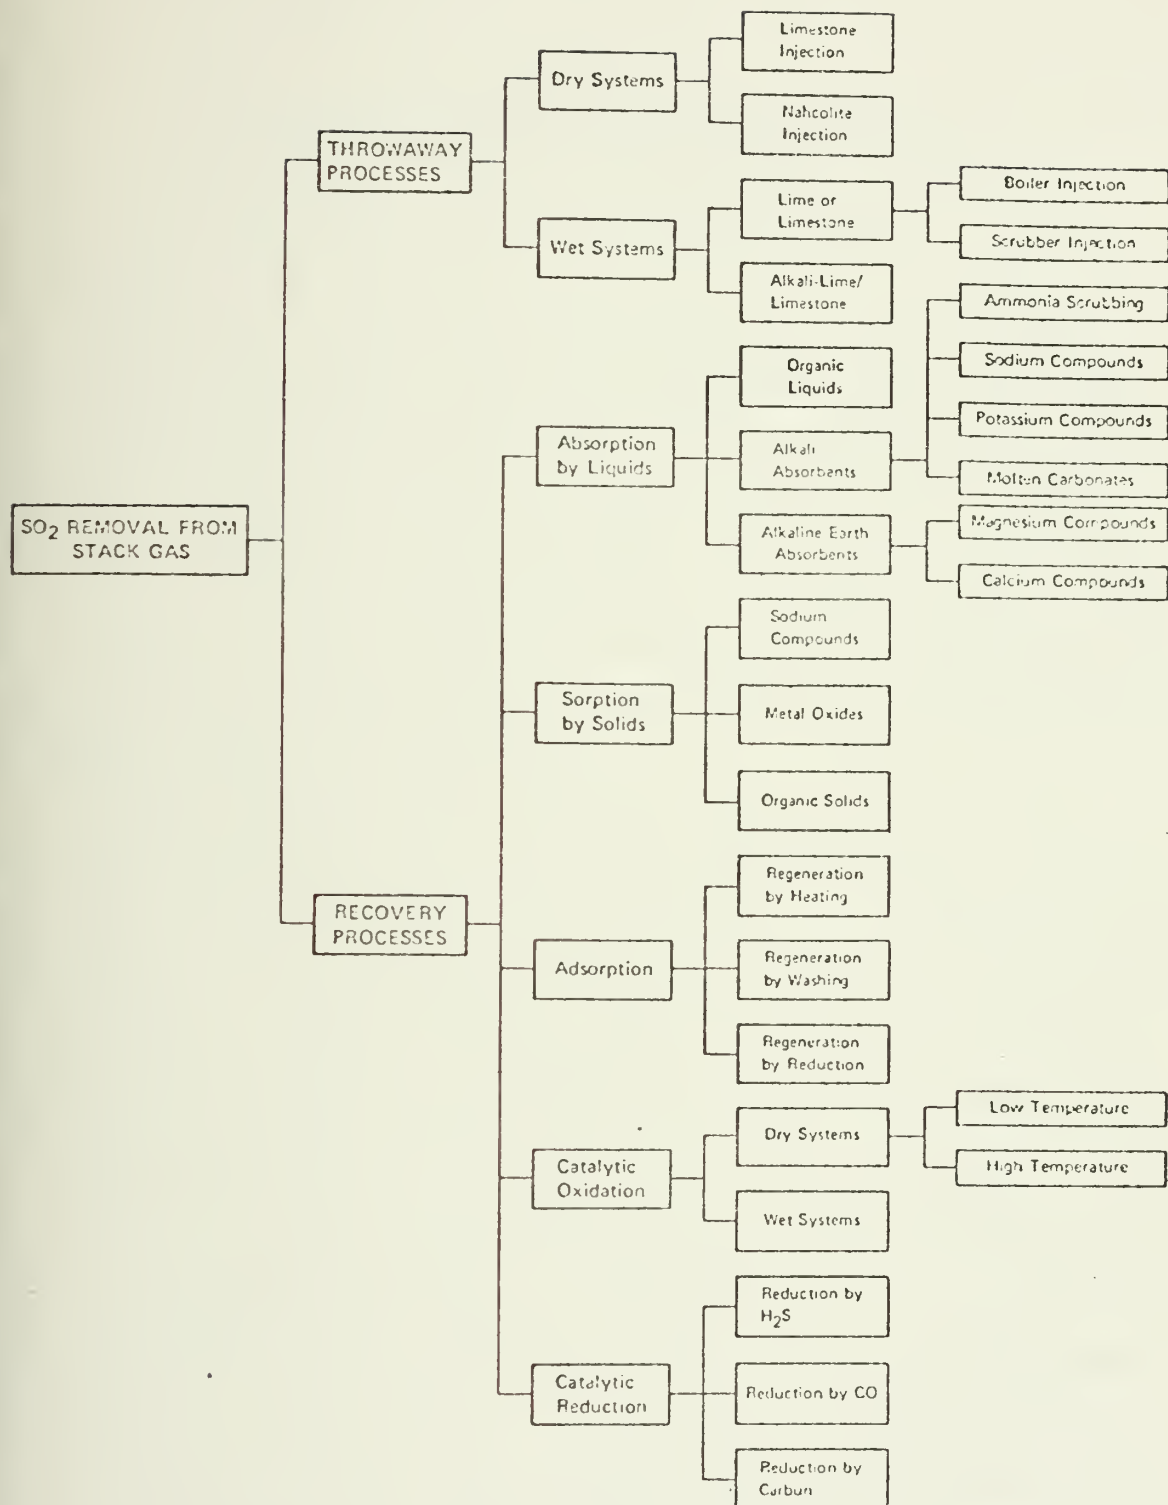 Limestone
Injection
Dry Systems
Nahcolite
Injection
THROWAWAY
PROCESSES
Boiler Injection
Lime or
Limestone
Wet Systems
Scrubber Injection
Alkali-Lime/
Limestone
Ammonia Scrubbing
Organic
Liquids
Sodium Compounds
Absorption
by Liquids
Alkali
Absorbents
Potassium Compounds
Molten Carbonates
SO₂ REMOVAL FROM
STACK GAS
Alkaline Earth
Absorbents
Magnesium Compounds
Calcium Compounds
Sodium
Compounds
Sorption
by Solids
Metal Oxides
Organic Solids
RECOVERY
PROCESSES
Regeneration
by Heating
Adsorption
Regeneration
by Washing
Regeneration
by Reduction
Catalytic
Oxidation
Dry Systems
Low Temperature
High Temperature
Wet Systems
Reduction by
H₂S
Catalytic
Reduction
Reduction by CO
Reduction by
Carbon